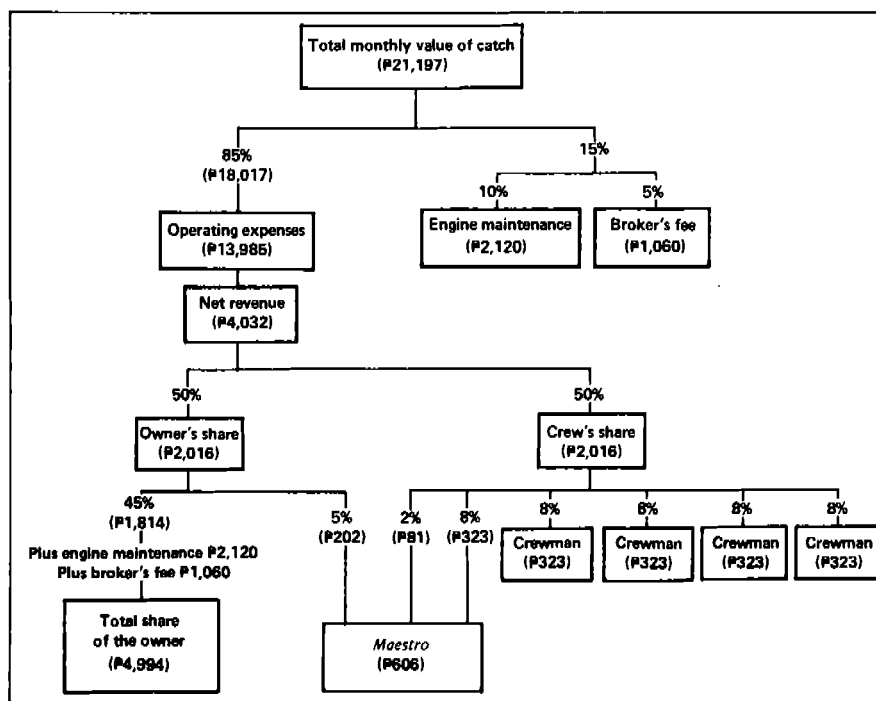 Total monthly value of catch
(₱21,197)
85%
(₱18,017)
15%
10%
5%
Operating expenses
(₱13,985)
Engine maintenance
(₱2,120)
Broker's fee
(₱1,060)
Net revenue
(₱4,032)
50%
50%
Owner's share
(₱2,016)
Crew's share
(₱2,016)
45%
(₱1,814)
5%
(₱202)
2%
(₱81)
8%
(₱323)
8%
8%
8%
8%
Crewman
(₱323)
Crewman
(₱323)
Crewman
(₱323)
Crewman
(₱323)
Plus engine maintenance ₱2,120
Plus broker's fee ₱1,060
Total share
of the owner
(₱4,994)
Maestro
(₱606)